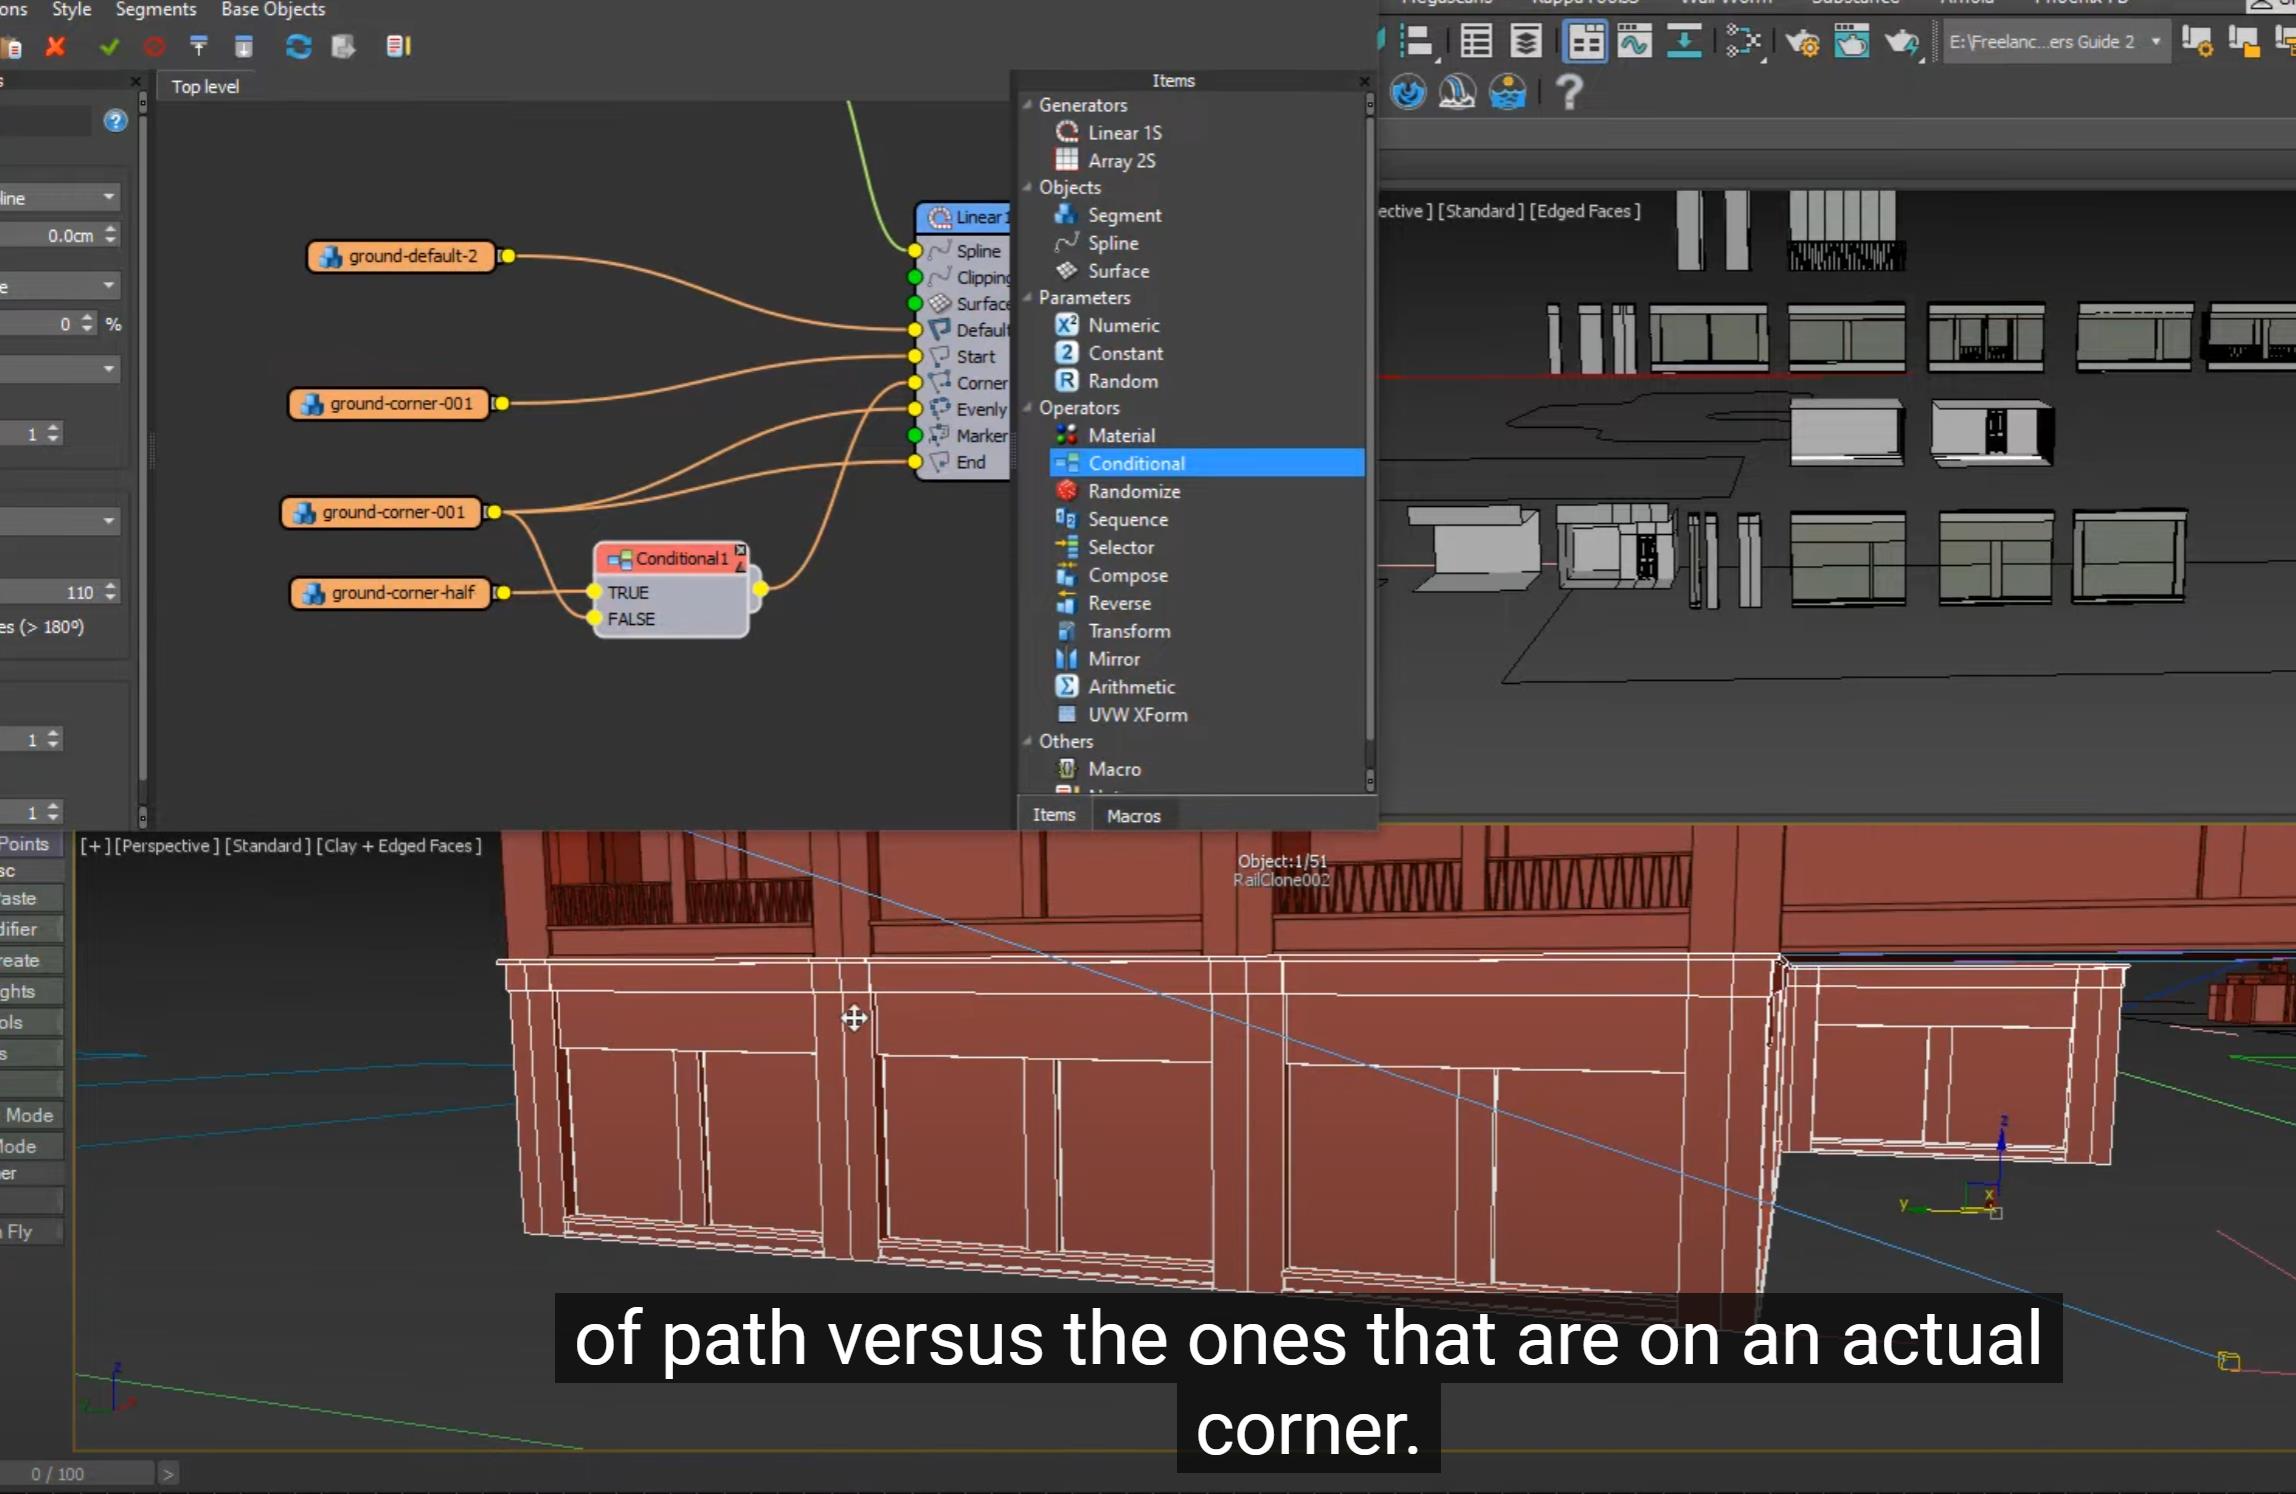 Style Segments Base Objects
E:\Freelanc...ers Guide 2
Top level
Items
Generators
Linear 1S
Array 2S
Objects
Segment
Spline
Surface
Parameters
X² Numeric
2 Constant
R Random
Operators
Material
Conditional
Randomize
Sequence
Selector
Compose
Reverse
Transform
Mirror
Σ Arithmetic
UVW XForm
Others
Macro
Items Macros
0.0cm
0 %
1
110
es (> 180º)
1
1
ground-default-2
ground-corner-001
ground-corner-001
ground-corner-half
Conditional1
TRUE
FALSE
Linear1
Spline
Clipping
Surface
Default
Start
Corner
Evenly
Marker
End
ective ] [Standard ] [Edged Faces ]
[+] [Perspective ] [Standard ] [Clay + Edged Faces ]
Object:1/51
RailClone002
Points
sc
aste
difier
reate
ghts
ols
s
Mode
lode
er
Fly
z
x
y
z
of path versus the ones that are on an actual
corner.
0 / 100 >